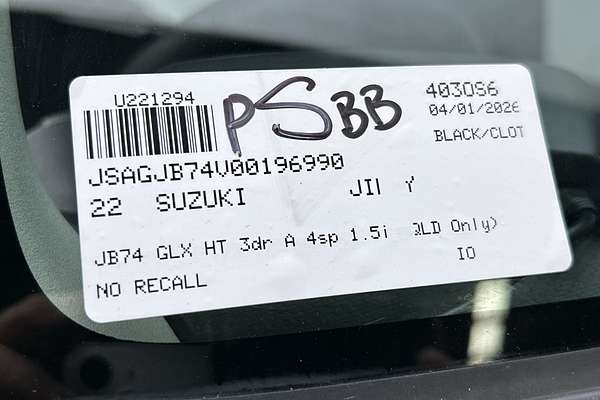 U221294
PSBB
403OS6
04/01/2026
BLACK/CLOT
JSAGJB74V00196990
22 SUZUKI
JB74 GLX HT 3dr A 4sp 1.5i QLD Only)
IO
NO RECALL